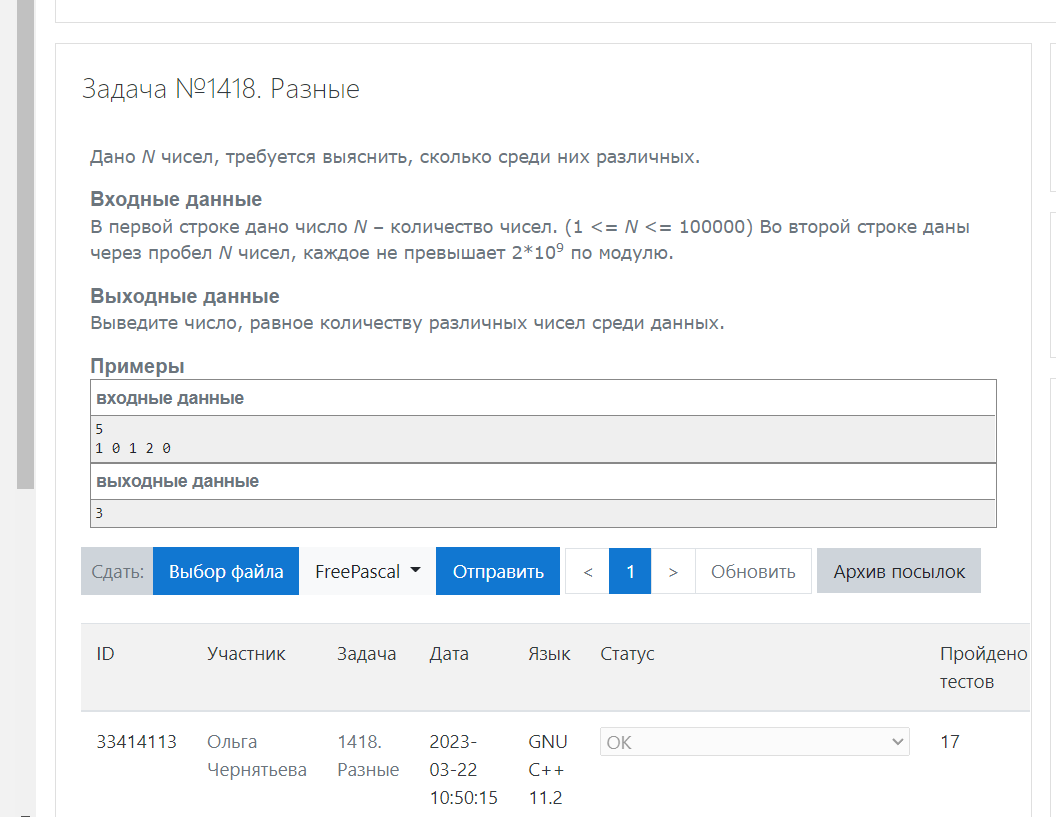 Задача №1418. Разные
Дано N чисел, требуется выяснить, сколько среди них различных.
Входные данные
В первой строке дано число N – количество чисел. (1 <= N <= 100000) Во второй строке даны
через пробел N чисел, каждое не превышает 2*10⁹ по модулю.
Выходные данные
Выведите число, равное количеству различных чисел среди данных.
Примеры
входные данные
5
1 0 1 2 0
выходные данные
3
Сдать: Выбор файла FreePascal Отправить < 1 > Обновить Архив посылок
ID Участник Задача Дата Язык Статус Пройдено
тестов
33414113 Ольга 1418. 2023- GNU OK 17
Чернятьева Разные 03-22 C++
10:50:15 11.2